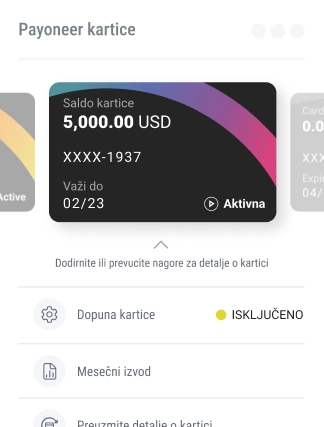 Payoneer kartice
Saldo kartice
5,000.00 USD
XXXX-1937
Važi do
02/23
Aktivna
Active
Card
0.0
XXX
Expi
04/
Dodirnite ili prevucite nagore za detalje o kartici
Dopuna kartice
ISKLJUČENO
Mesečni izvod
Preuzmite detalje o kartici